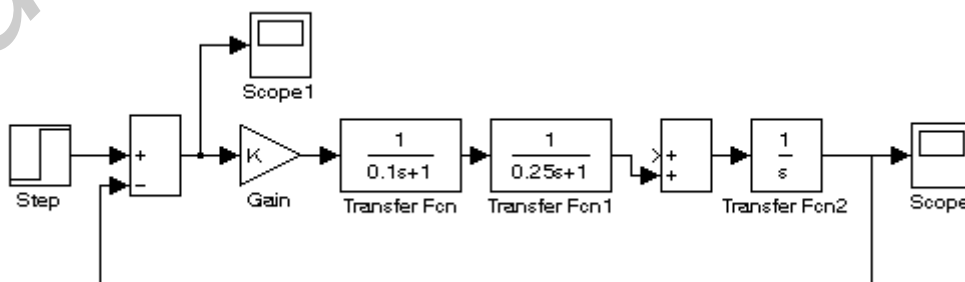 Scope1
+
−
Step
K
Gain
1
0.1s+1
Transfer Fcn
1
0.25s+1
Transfer Fcn1
+
+
1
s
Transfer Fcn2
Scope